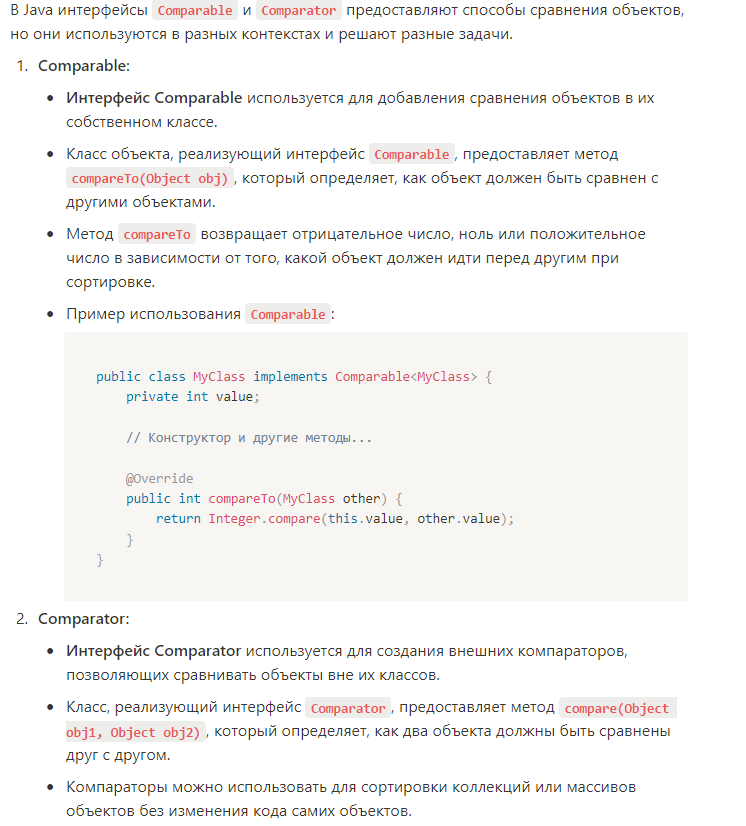 В Java интерфейсы Comparable и Comparator предоставляют способы сравнения объектов,
но они используются в разных контекстах и решают разные задачи.
1. Comparable:
• Интерфейс Comparable используется для добавления сравнения объектов в их
собственном классе.
• Класс объекта, реализующий интерфейс Comparable, предоставляет метод
compareTo(Object obj), который определяет, как объект должен быть сравнен с
другими объектами.
• Метод compareTo возвращает отрицательное число, ноль или положительное
число в зависимости от того, какой объект должен идти перед другим при
сортировке.
• Пример использования Comparable:
public class MyClass implements Comparable<MyClass> {
    private int value;
    // Конструктор и другие методы...
    @Override
    public int compareTo(MyClass other) {
        return Integer.compare(this.value, other.value);
    }
}
2. Comparator:
• Интерфейс Comparator используется для создания внешних компараторов,
позволяющих сравнивать объекты вне их классов.
• Класс, реализующий интерфейс Comparator, предоставляет метод compare(Object
obj1, Object obj2), который определяет, как два объекта должны быть сравнены
друг с другом.
• Компараторы можно использовать для сортировки коллекций или массивов
объектов без изменения кода самих объектов.